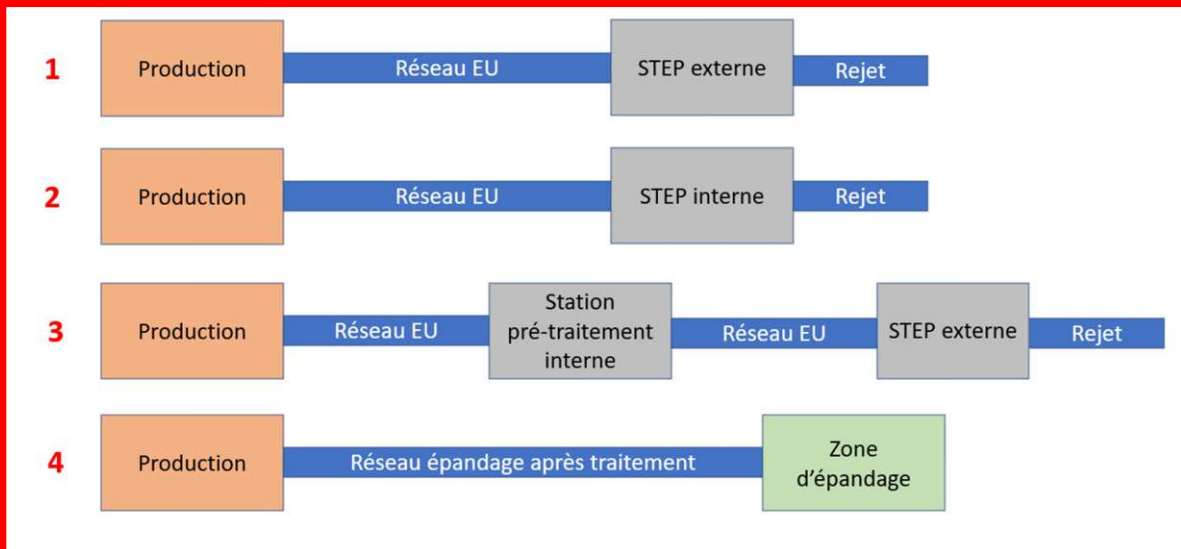 1
Production
Réseau EU
STEP externe
Rejet
2
Production
Réseau EU
STEP interne
Rejet
3
Production
Réseau EU
Station
pré-traitement
interne
Réseau EU
STEP externe
Rejet
4
Production
Réseau épandage après traitement
Zone
d'épandage